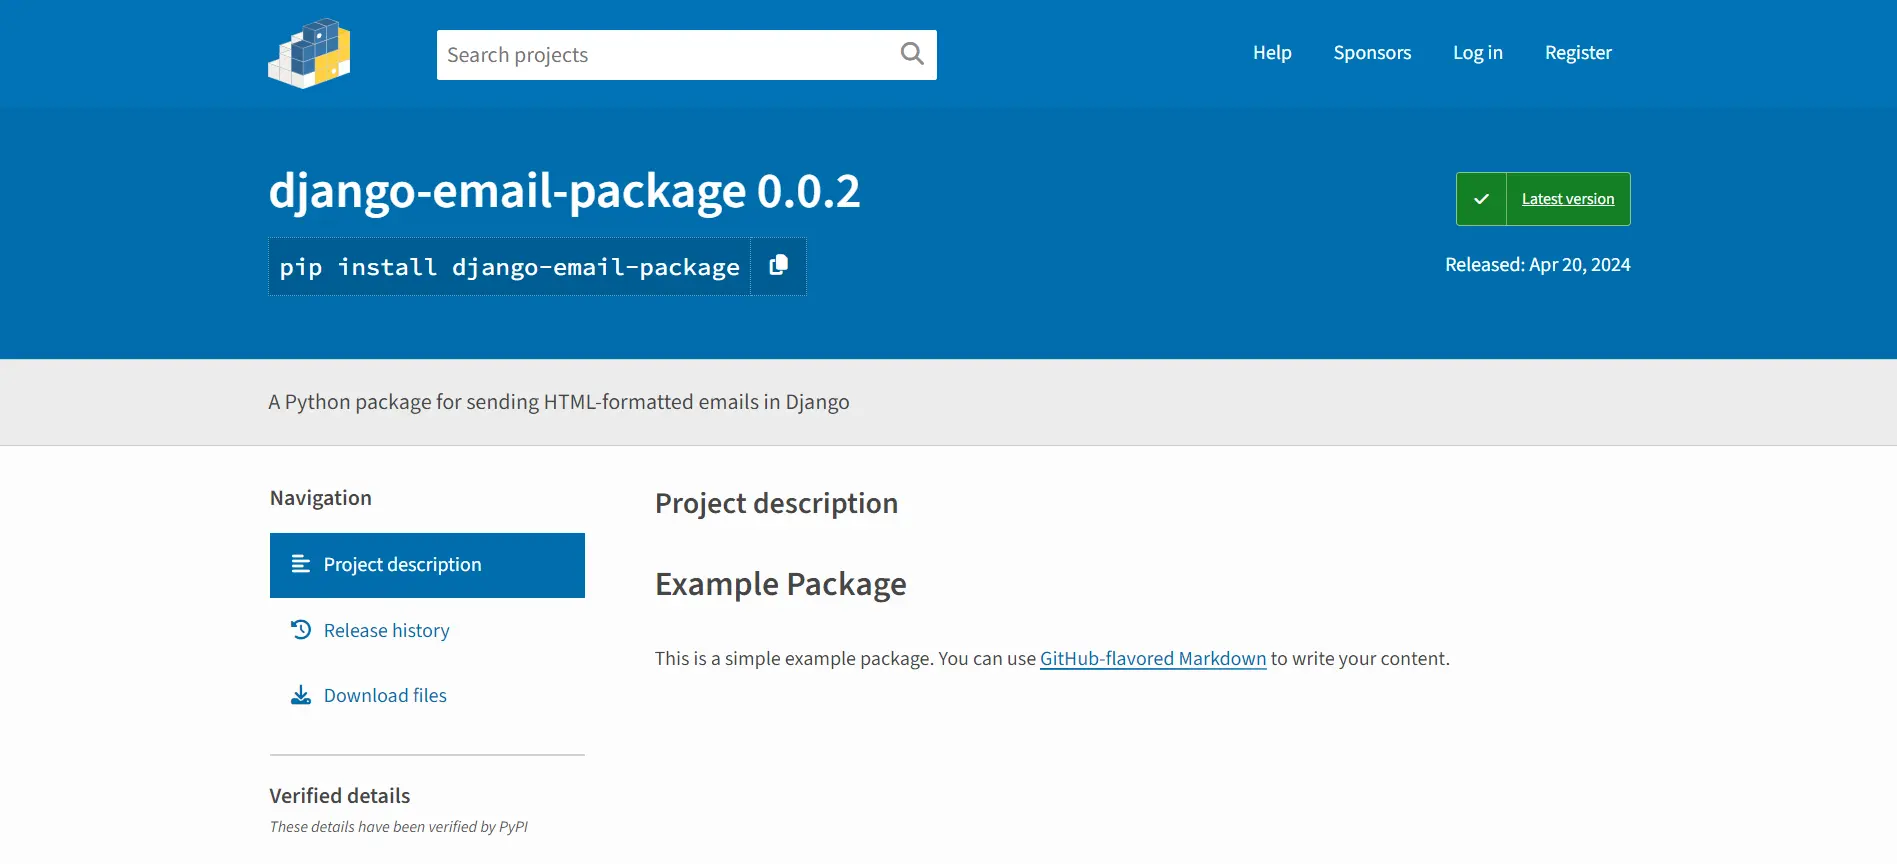 Search projects
Help
Sponsors
Log in
Register
django-email-package 0.0.2
Latest version
pip install django-email-package
Released: Apr 20, 2024
A Python package for sending HTML-formatted emails in Django
Navigation
Project description
Release history
Download files
Verified details
These details have been verified by PyPI
Project description
Example Package
This is a simple example package. You can use GitHub-flavored Markdown to write your content.